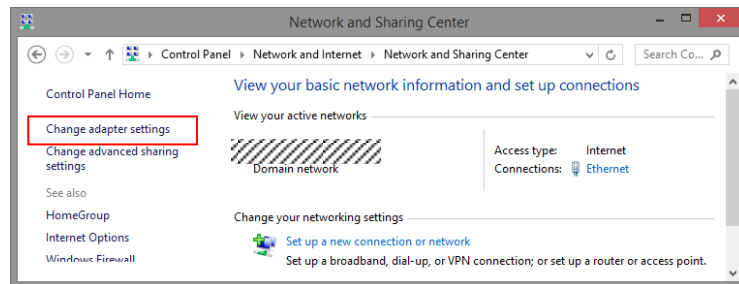 Network and Sharing Center
Control Panel Network and Internet Network and Sharing Center
Search Co...
Control Panel Home
Change adapter settings
Change advanced sharing
settings
See also
HomeGroup
Internet Options
Windows Firewall
View your basic network information and set up connections
View your active networks
Domain network
Access type: Internet
Connections: Ethernet
Change your networking settings
Set up a new connection or network
Set up a broadband, dial-up, or VPN connection; or set up a router or access point.